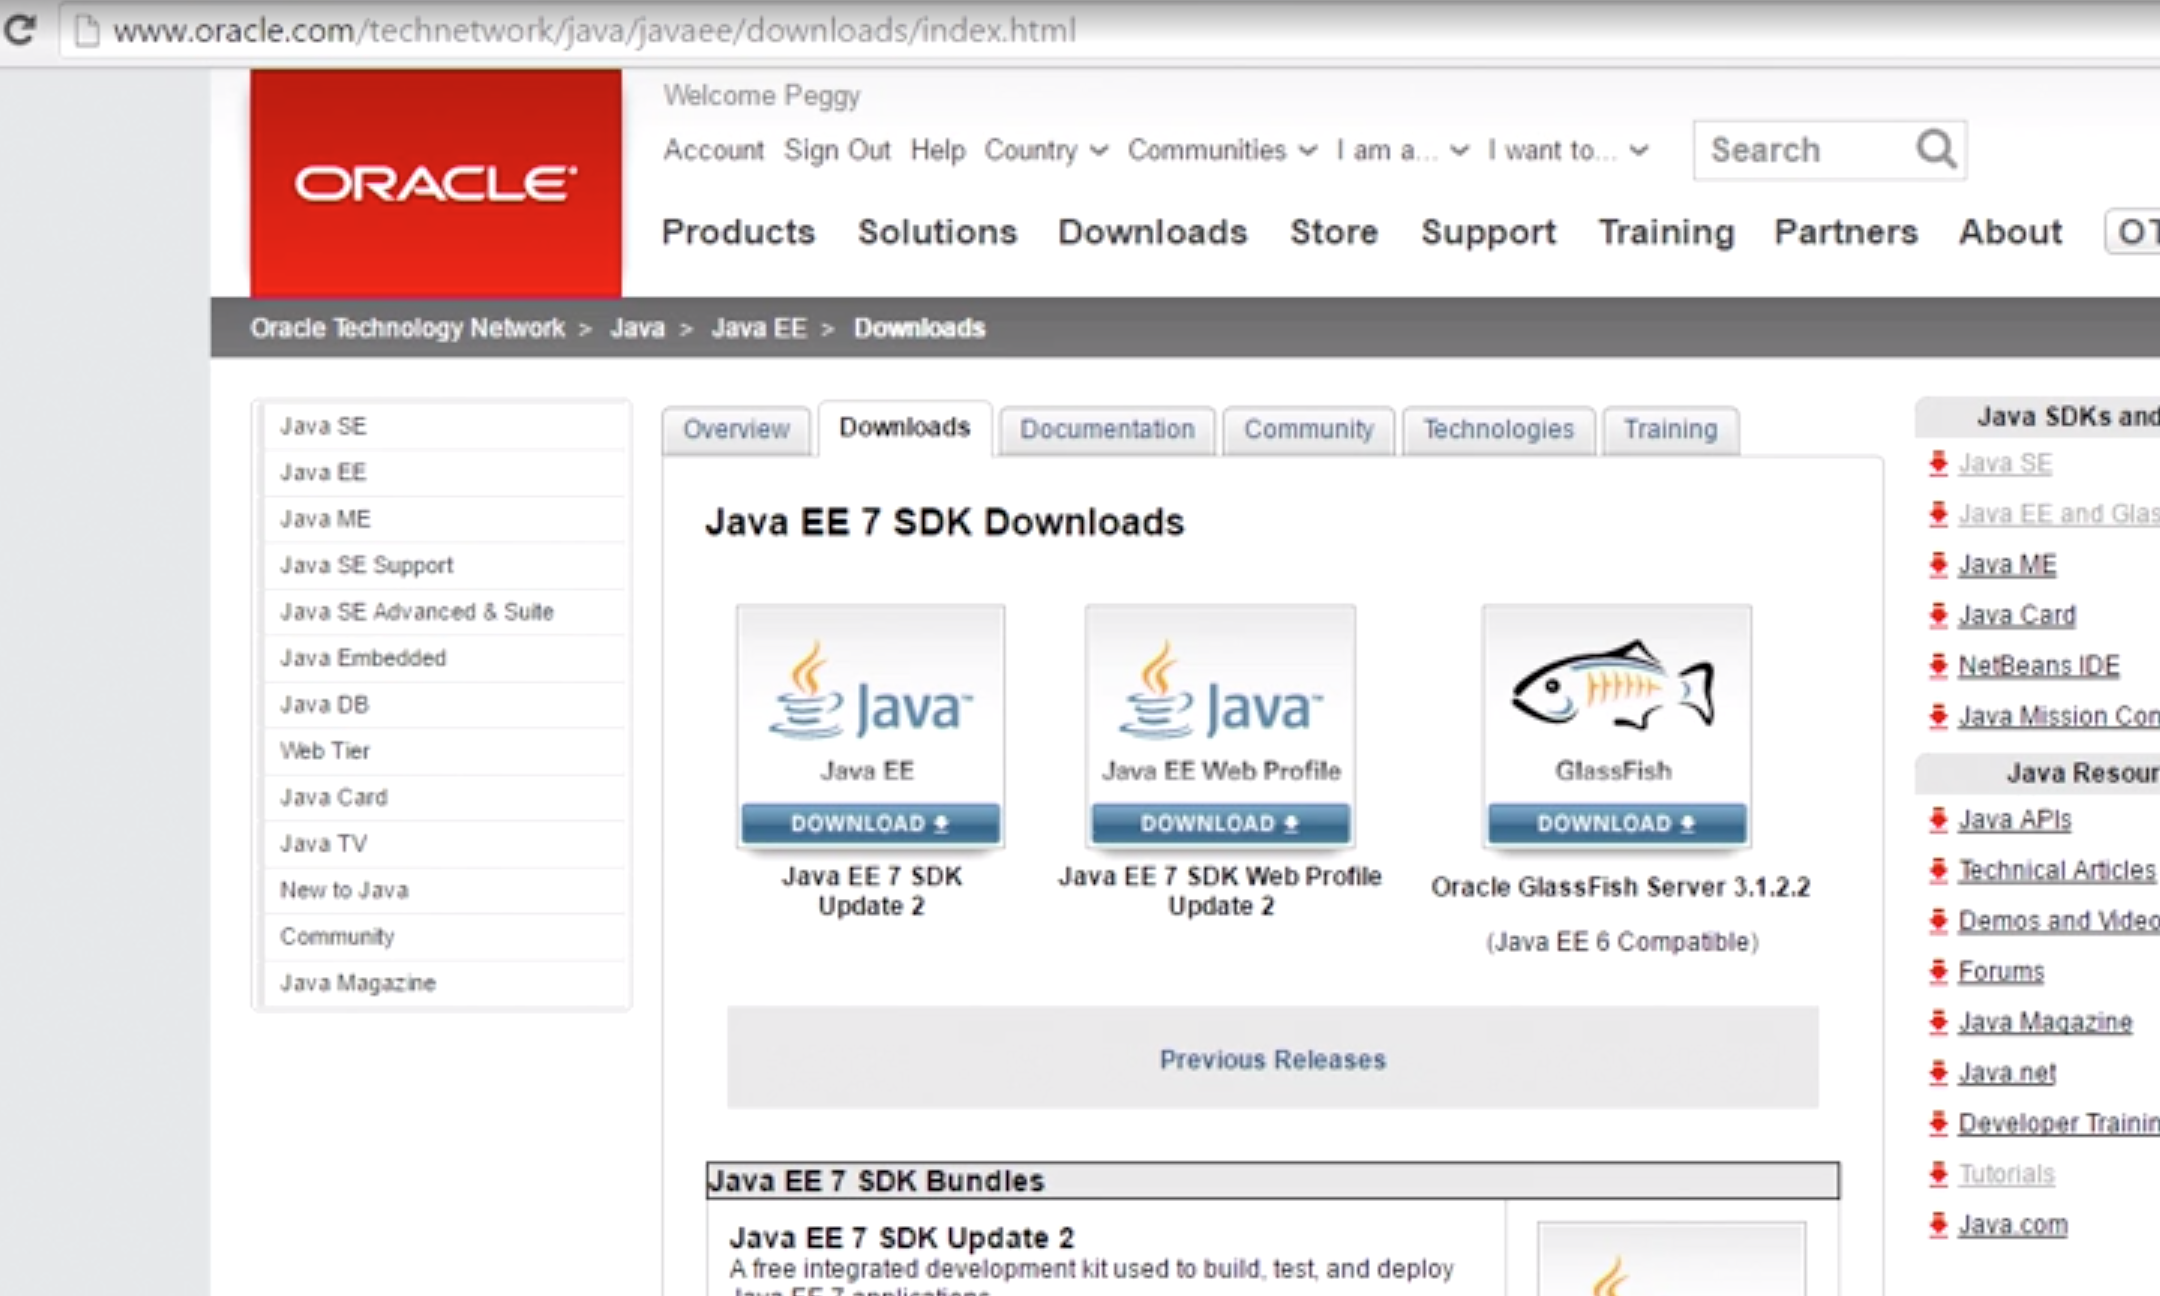 www.oracle.com/technetwork/java/javaee/downloads/index.html
ORACLE
Welcome Peggy
Account Sign Out Help Country Communities I am a... I want to... Search
Products Solutions Downloads Store Support Training Partners About
Oracle Technology Network > Java > Java EE > Downloads
Java SE
Java EE
Java ME
Java SE Support
Java SE Advanced & Suite
Java Embedded
Java DB
Web Tier
Java Card
Java TV
New to Java
Community
Java Magazine
Overview Downloads Documentation Community Technologies Training
Java EE 7 SDK Downloads
Java™
Java EE
DOWNLOAD
Java EE 7 SDK
Update 2
Java™
Java EE Web Profile
DOWNLOAD
Java EE 7 SDK Web Profile
Update 2
GlassFish
DOWNLOAD
Oracle GlassFish Server 3.1.2.2
(Java EE 6 Compatible)
Previous Releases
Java EE 7 SDK Bundles
Java EE 7 SDK Update 2
A free integrated development kit used to build, test, and deploy
Java EE 7 applications
Java SDKs and
Java SE
Java EE and Glas
Java ME
Java Card
NetBeans IDE
Java Mission Con
Java Resour
Java APIs
Technical Articles
Demos and Video
Forums
Java Magazine
Java.net
Developer Trainin
Tutorials
Java.com